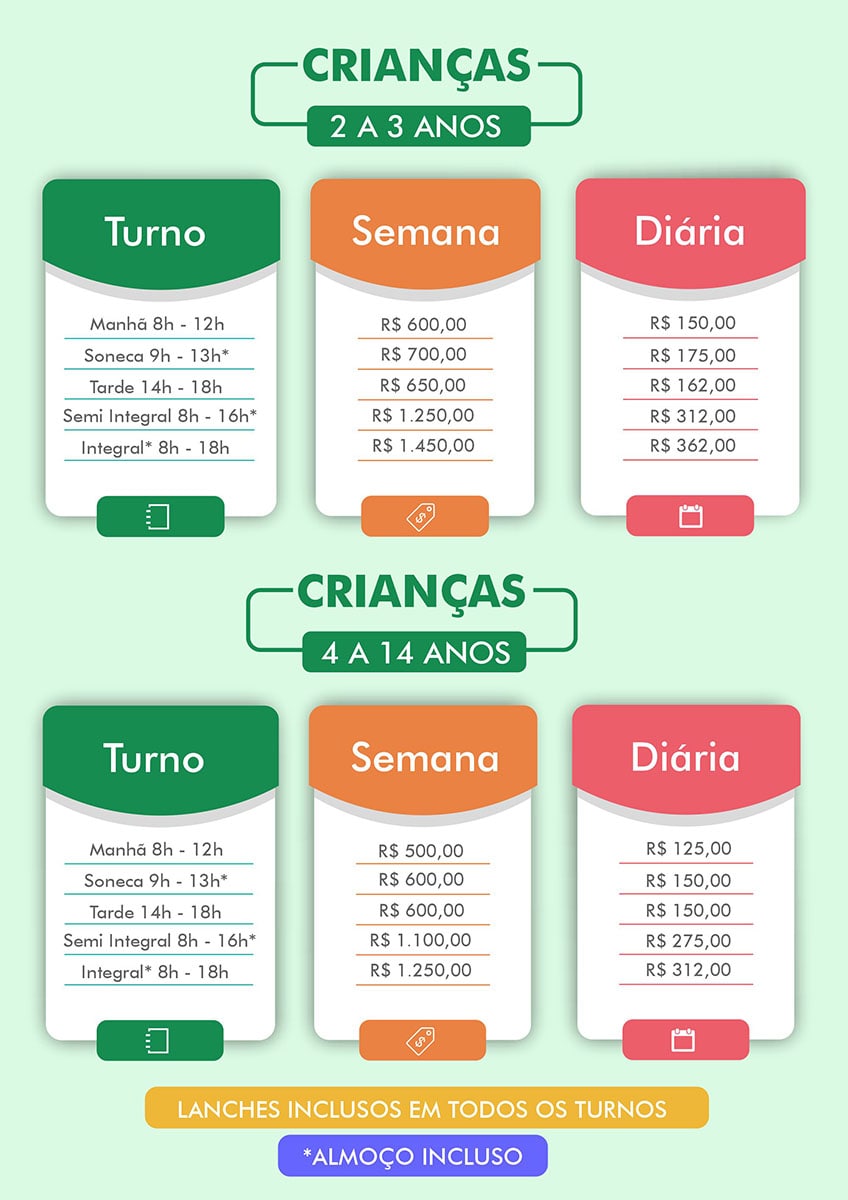 CRIANÇAS
2 A 3 ANOS
Turno
Semana
Diária
Manhã 8h - 12h
R$ 600,00
R$ 150,00
Soneca 9h - 13h*
R$ 700,00
R$ 175,00
Tarde 14h - 18h
R$ 650,00
R$ 162,00
Semi Integral 8h - 16h*
R$ 1.250,00
R$ 312,00
Integral* 8h - 18h
R$ 1.450,00
R$ 362,00
CRIANÇAS
4 A 14 ANOS
Turno
Semana
Diária
Manhã 8h - 12h
R$ 500,00
R$ 125,00
Soneca 9h - 13h*
R$ 600,00
R$ 150,00
Tarde 14h - 18h
R$ 600,00
R$ 150,00
Semi Integral 8h - 16h*
R$ 1.100,00
R$ 275,00
Integral* 8h - 18h
R$ 1.250,00
R$ 312,00
LANCHES INCLUSOS EM TODOS OS TURNOS
*ALMOÇO INCLUSO